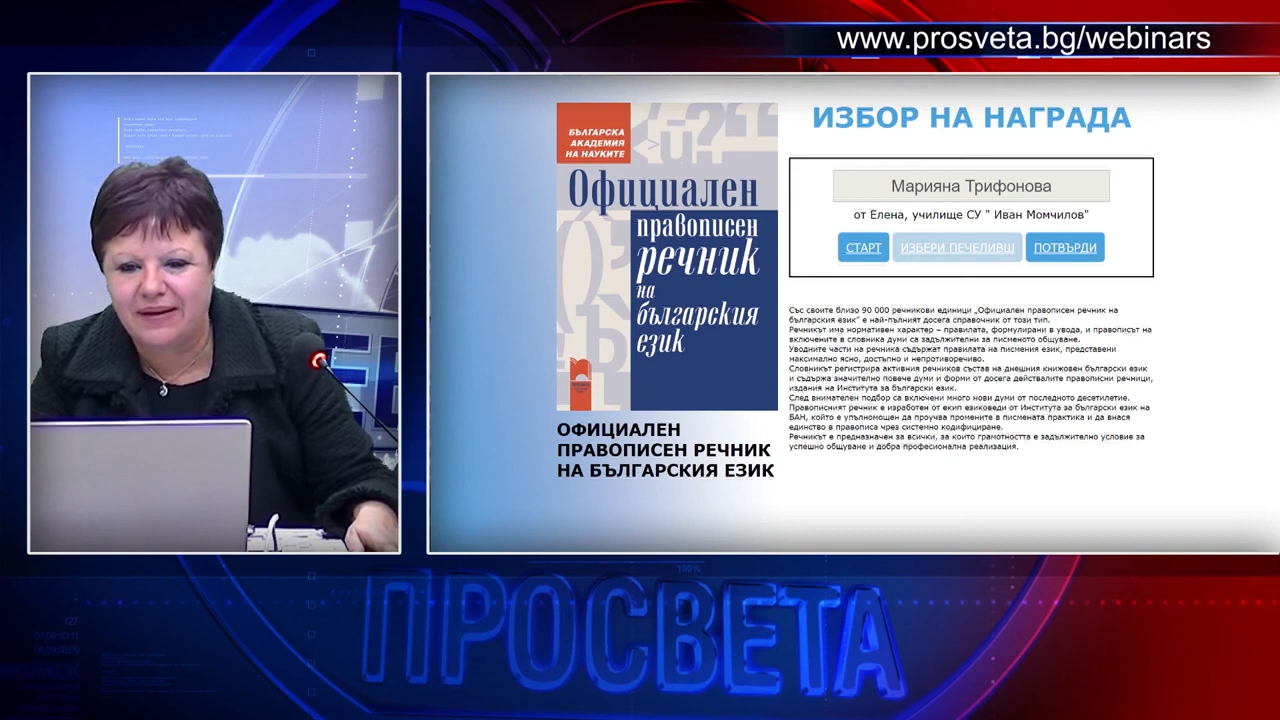 www.prosveta.bg/webinars
БЪЛГАРСКА
АКАДЕМИЯ
НА НАУКИТЕ
Официален
правописен
речник
на
българския
език
ОФИЦИАЛЕН
ПРАВОПИСЕН РЕЧНИК
НА БЪЛГАРСКИЯ ЕЗИК
ИЗБОР НА НАГРАДА
Марияна Трифонова
от Елена, училище СУ " Иван Момчилов"
СТАРТ ИЗБЕРИ ПЕЧЕЛИВШ ПОТВЪРДИ
Със своите близо 90 000 речникови единици „Официален правописен речник на
българския език" е най-пълният досега справочник от този тип.
Речникът има нормативен характер – правилата, формулирани в увода, и правописът на
включените в словника думи са задължителни за писменото общуване.
Уводните части на речника съдържат правилата на писмения език, представени
максимално ясно, достъпно и непротиворечиво.
Словникът регистрира активния речников състав на днешния книжовен български език
и съдържа значително повече думи и форми от досега действалите правописни речници,
издания на Института за български език.
След внимателен подбор са включени много нови думи от последното десетилетие.
Правописният речник е изработен от екип езиковеди от Института за български език на
БАН, който е упълномощен да проучва промените в писмената практика и да внася
единство в правописа чрез системно кодифициране.
Речникът е предназначен за всички, за които грамотността е задължително условие за
успешно общуване и добра професионална реализация.
100%
ПРОСВЕТА